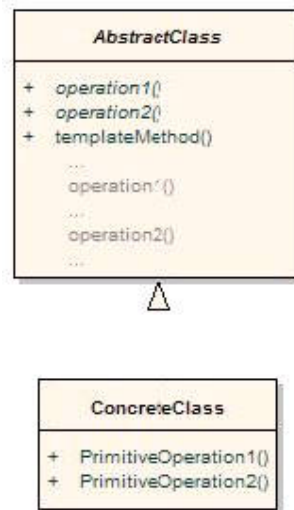 AbstractClass
+ operation1()
+ operation2()
+ templateMethod()
...
operation1()
...
operation2()
...
ConcreteClass
+ PrimitiveOperation1()
+ PrimitiveOperation2()